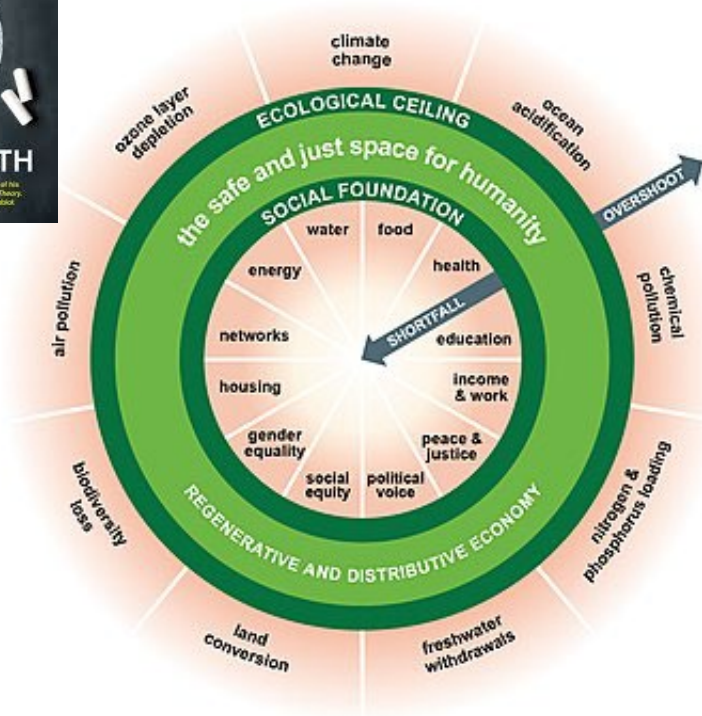 TH
climate
change
ozone layer
depletion
ocean
acidification
ECOLOGICAL CEILING
the safe and just space for humanity
SOCIAL FOUNDATION
OVERSHOOT
water
food
energy
health
SHORTFALL
air pollution
chemical
pollution
networks
education
housing
income
& work
gender
equality
peace &
justice
social
equity
political
voice
biodiversity
loss
nitrogen &
phosphorus loading
REGENERATIVE AND DISTRIBUTIVE ECONOMY
land
conversion
freshwater
withdrawals